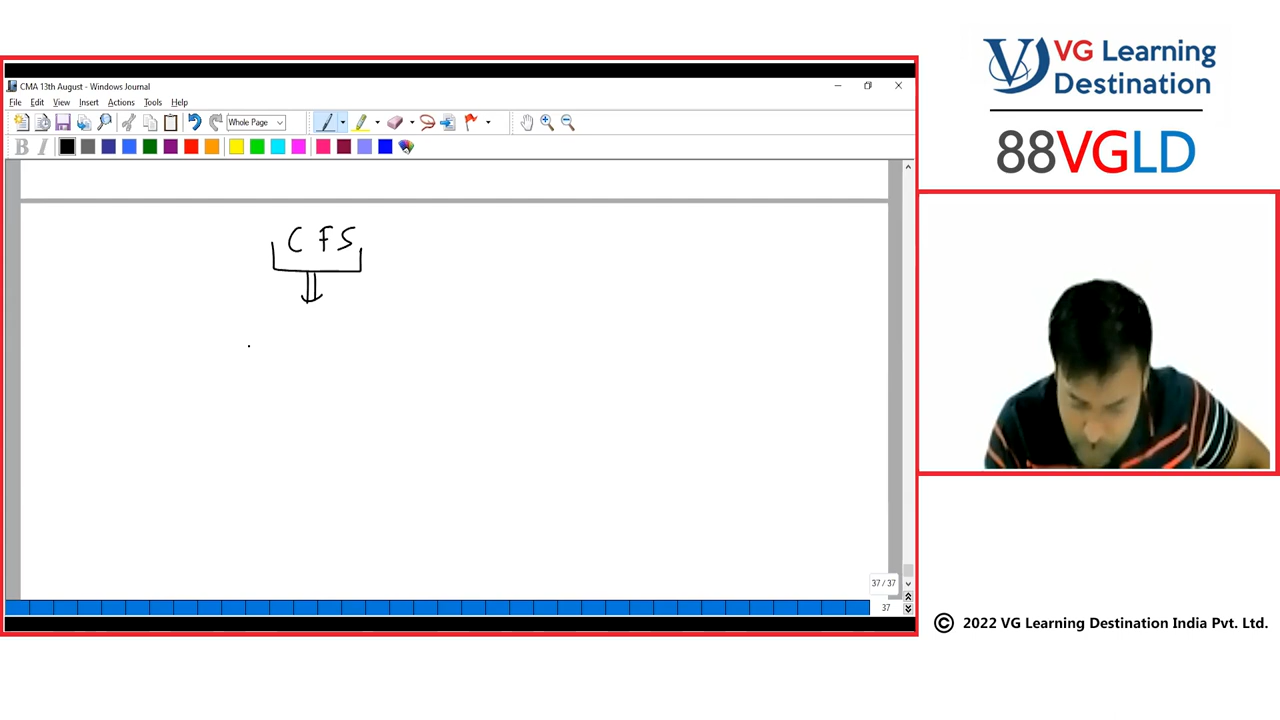 CMA 13th August - Windows Journal
File Edit View Insert Actions Tools Help
Whole Page
B I
C F S
37 / 37
37
VG Learning
Destination
88VGLD
© 2022 VG Learning Destination India Pvt. Ltd.